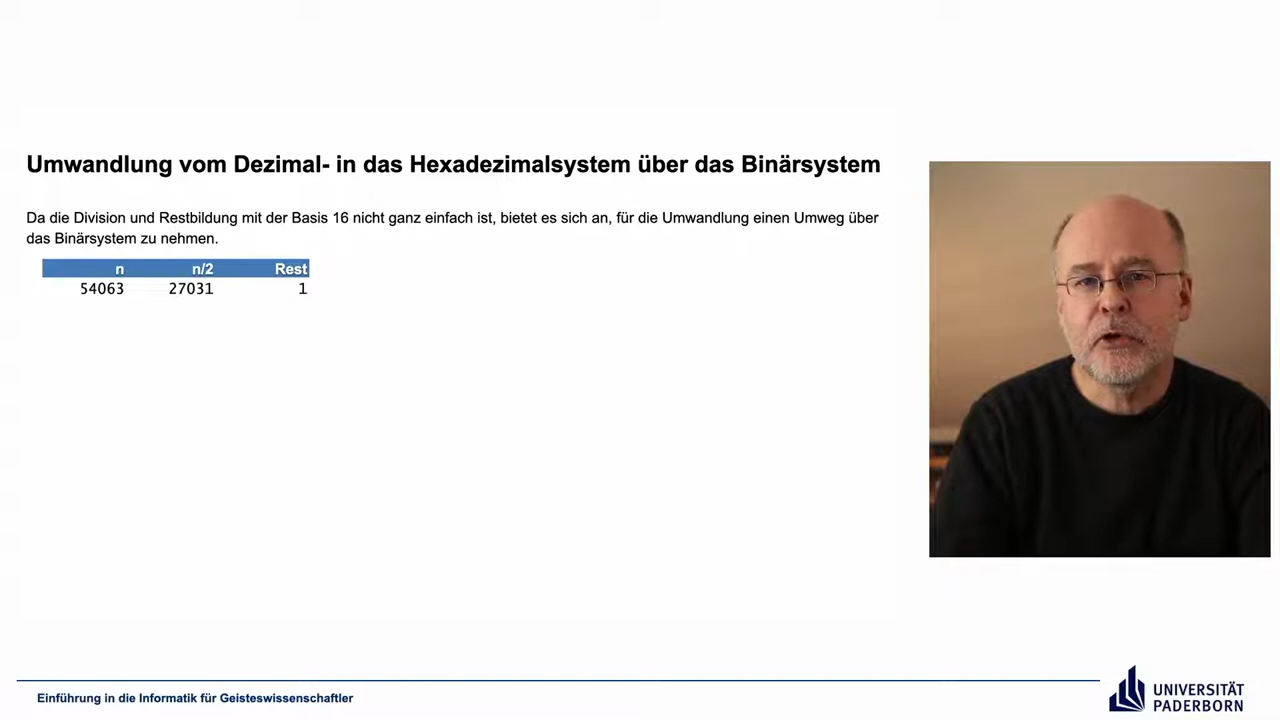 Umwandlung vom Dezimal- in das Hexadezimalsystem über das Binärsystem
Da die Division und Restbildung mit der Basis 16 nicht ganz einfach ist, bietet es sich an, für die Umwandlung einen Umweg über
das Binärsystem zu nehmen.
n n/2 Rest
54063 27031 1
Einführung in die Informatik für Geisteswissenschaftler
UNIVERSITÄT
PADERBORN